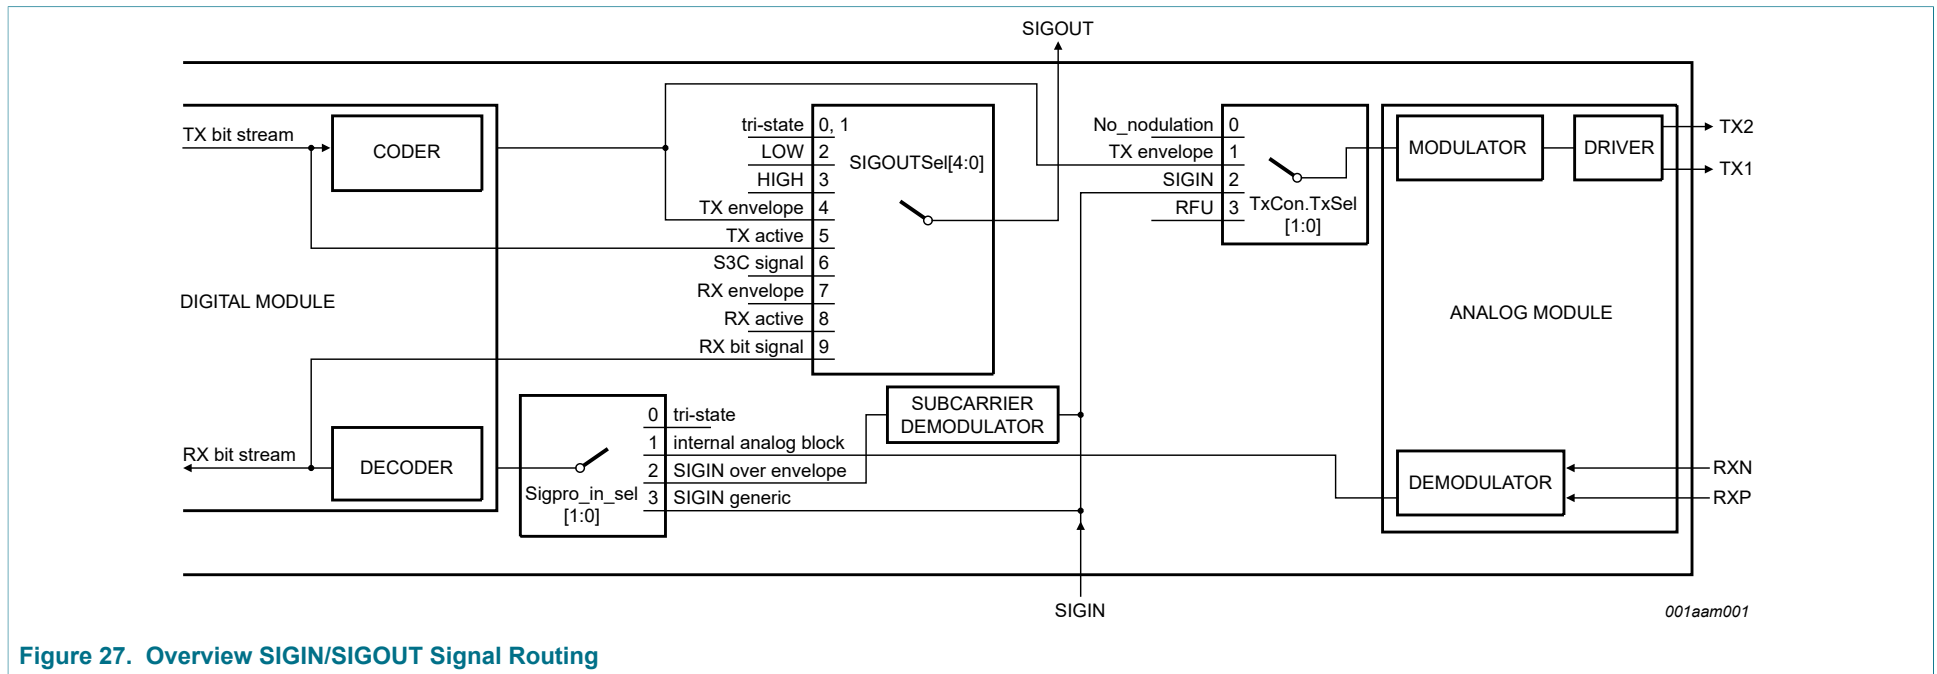 SIGOUT
TX bit stream
CODER
tri-state 0, 1
LOW 2
HIGH 3
TX envelope 4
TX active 5
S3C signal 6
RX envelope 7
RX active 8
RX bit signal 9
SIGOUTSel[4:0]
No_nodulation 0
TX envelope 1
SIGIN 2
RFU 3
TxCon.TxSel
[1:0]
MODULATOR
DRIVER
TX2
TX1
DIGITAL MODULE
ANALOG MODULE
RX bit stream
DECODER
Sigpro_in_sel
[1:0]
0 tri-state
1 internal analog block
2 SIGIN over envelope
3 SIGIN generic
SUBCARRIER
DEMODULATOR
DEMODULATOR
RXN
RXP
SIGIN
001aam001
Figure 27. Overview SIGIN/SIGOUT Signal Routing